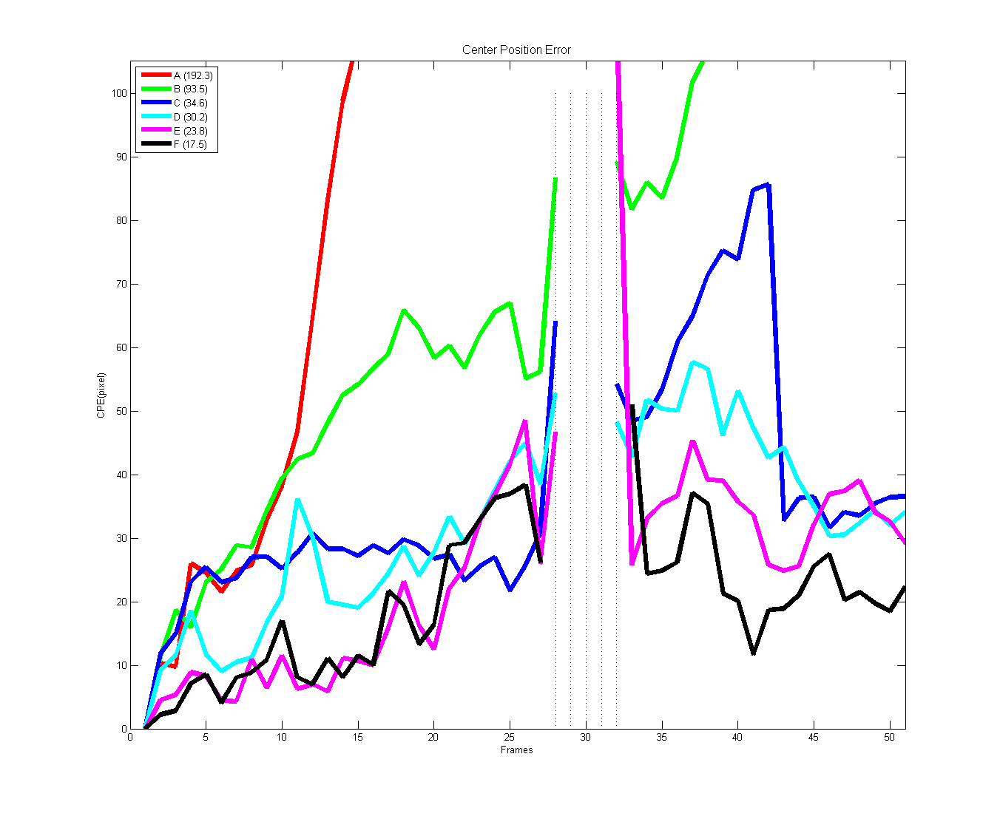 Center Position Error
A (192.3)
B (93.5)
C (34.6)
D (30.2)
E (23.8)
F (17.5)
100
90
80
70
60
50
40
30
20
10
0
CPE(pixel)
0 5 10 15 20 25 30 35 40 45 50
Frames